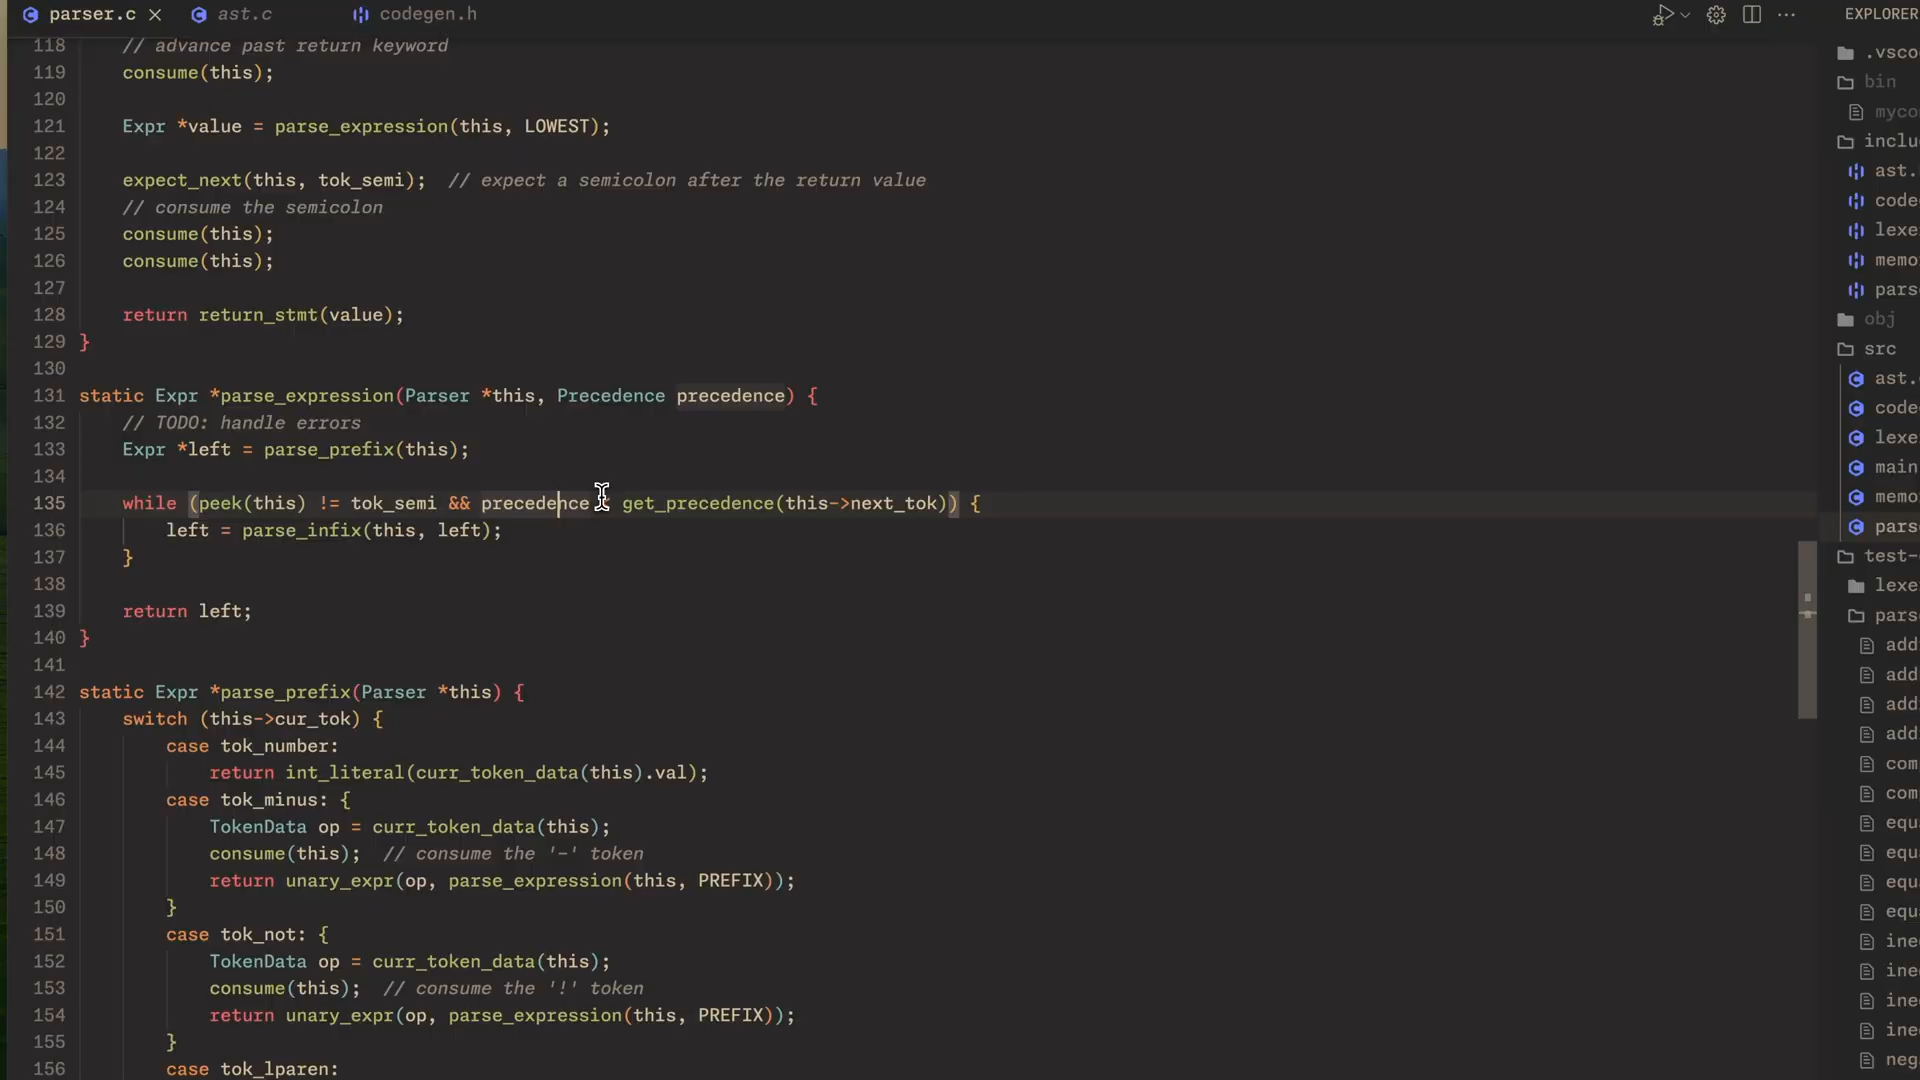 parser.c
ast.c
codegen.h
EXPLORER
118 // advance past return keyword
119 consume(this);
120
121 Expr *value = parse_expression(this, LOWEST);
122
123 expect_next(this, tok_semi);  // expect a semicolon after the return value
124 // consume the semicolon
125 consume(this);
126 consume(this);
127
128 return return_stmt(value);
129 }
130
131 static Expr *parse_expression(Parser *this, Precedence precedence) {
132 // TODO: handle errors
133 Expr *left = parse_prefix(this);
134
135 while (peek(this) != tok_semi && precedence get_precedence(this->next_tok)) {
136 left = parse_infix(this, left);
137 }
138
139 return left;
140 }
141
142 static Expr *parse_prefix(Parser *this) {
143 switch (this->cur_tok) {
144 case tok_number:
145 return int_literal(curr_token_data(this).val);
146 case tok_minus: {
147 TokenData op = curr_token_data(this);
148 consume(this);  // consume the '-' token
149 return unary_expr(op, parse_expression(this, PREFIX));
150 }
151 case tok_not: {
152 TokenData op = curr_token_data(this);
153 consume(this);  // consume the '!' token
154 return unary_expr(op, parse_expression(this, PREFIX));
155 }
156 case tok_lparen:
.vsco
bin
myco
inclu
ast.
code
lexe
memo
pars
obj
src
ast.
code
lexe
main
memo
pars
test-
lexe
pars
add
add
add
add
com
com
equ
equ
equ
equ
ine
ine
ine
ine
neg